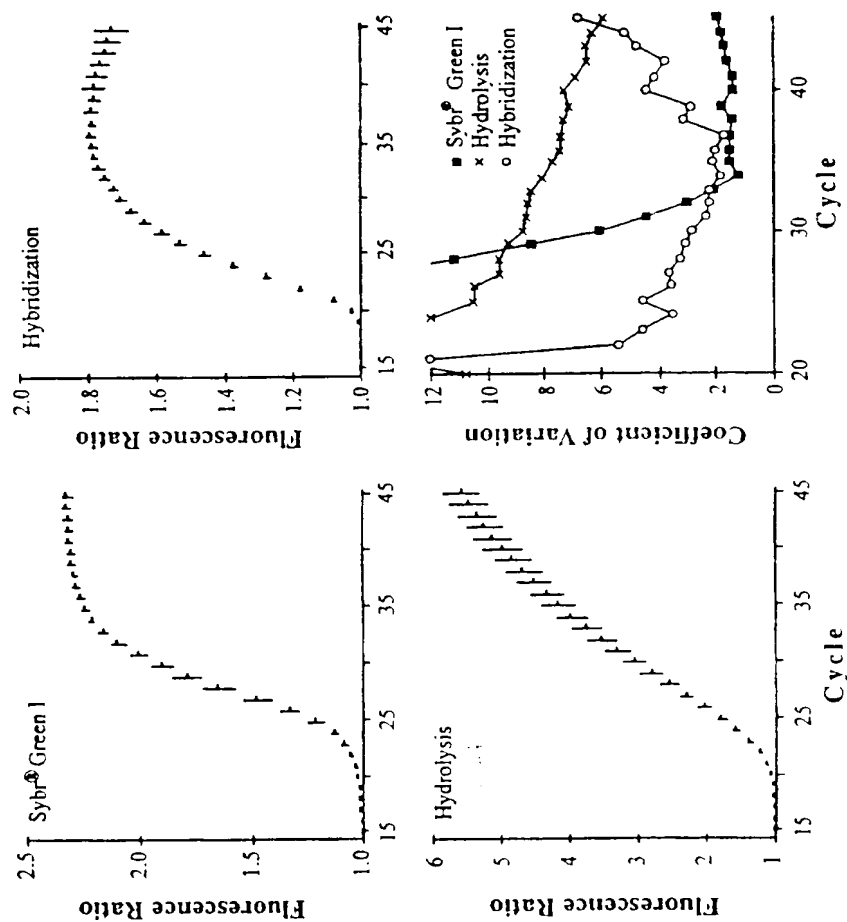 Sybr® Green I
Fluorescence Ratio
2.5
2.0
1.5
1.0
15 25 35 45
Hybridization
Fluorescence Ratio
2.0
1.8
1.6
1.4
1.2
1.0
15 25 35 45
Hydrolysis
Fluorescence Ratio
6
5
4
3
2
1
15 25 35 45
Cycle
Coefficient of Variation
12
10
8
6
4
2
0
20 30 40
Cycle
Sybr® Green I
Hydrolysis
Hybridization